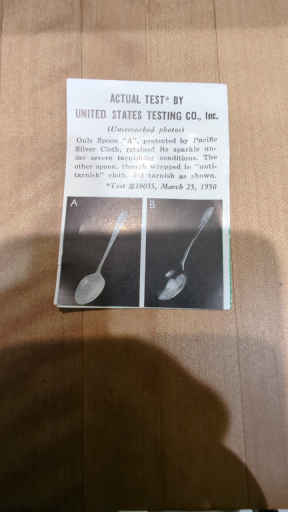 ACTUAL TEST* BY
UNITED STATES TESTING CO., Inc.
(Unretouched photos)
Only Spoon "A", protected by Pacific
Silver Cloth, retained its sparkle un-
der severe tarnishing conditions. The
other spoon, though wrapped in "anti-
tarnish" cloth, did tarnish as shown.
*Test #39035, March 25, 1950
A
B